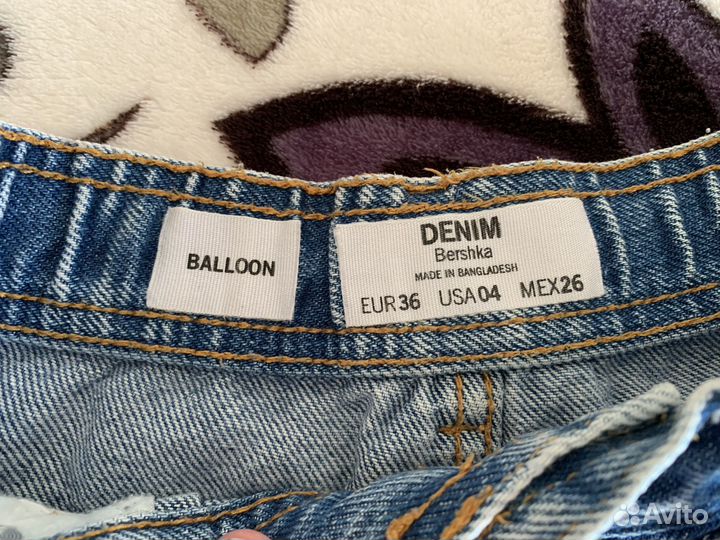 BALLOON
DENIM
Bershka
MADE IN BANGLADESH
EUR 36 USA 04 MEX 26
Avito